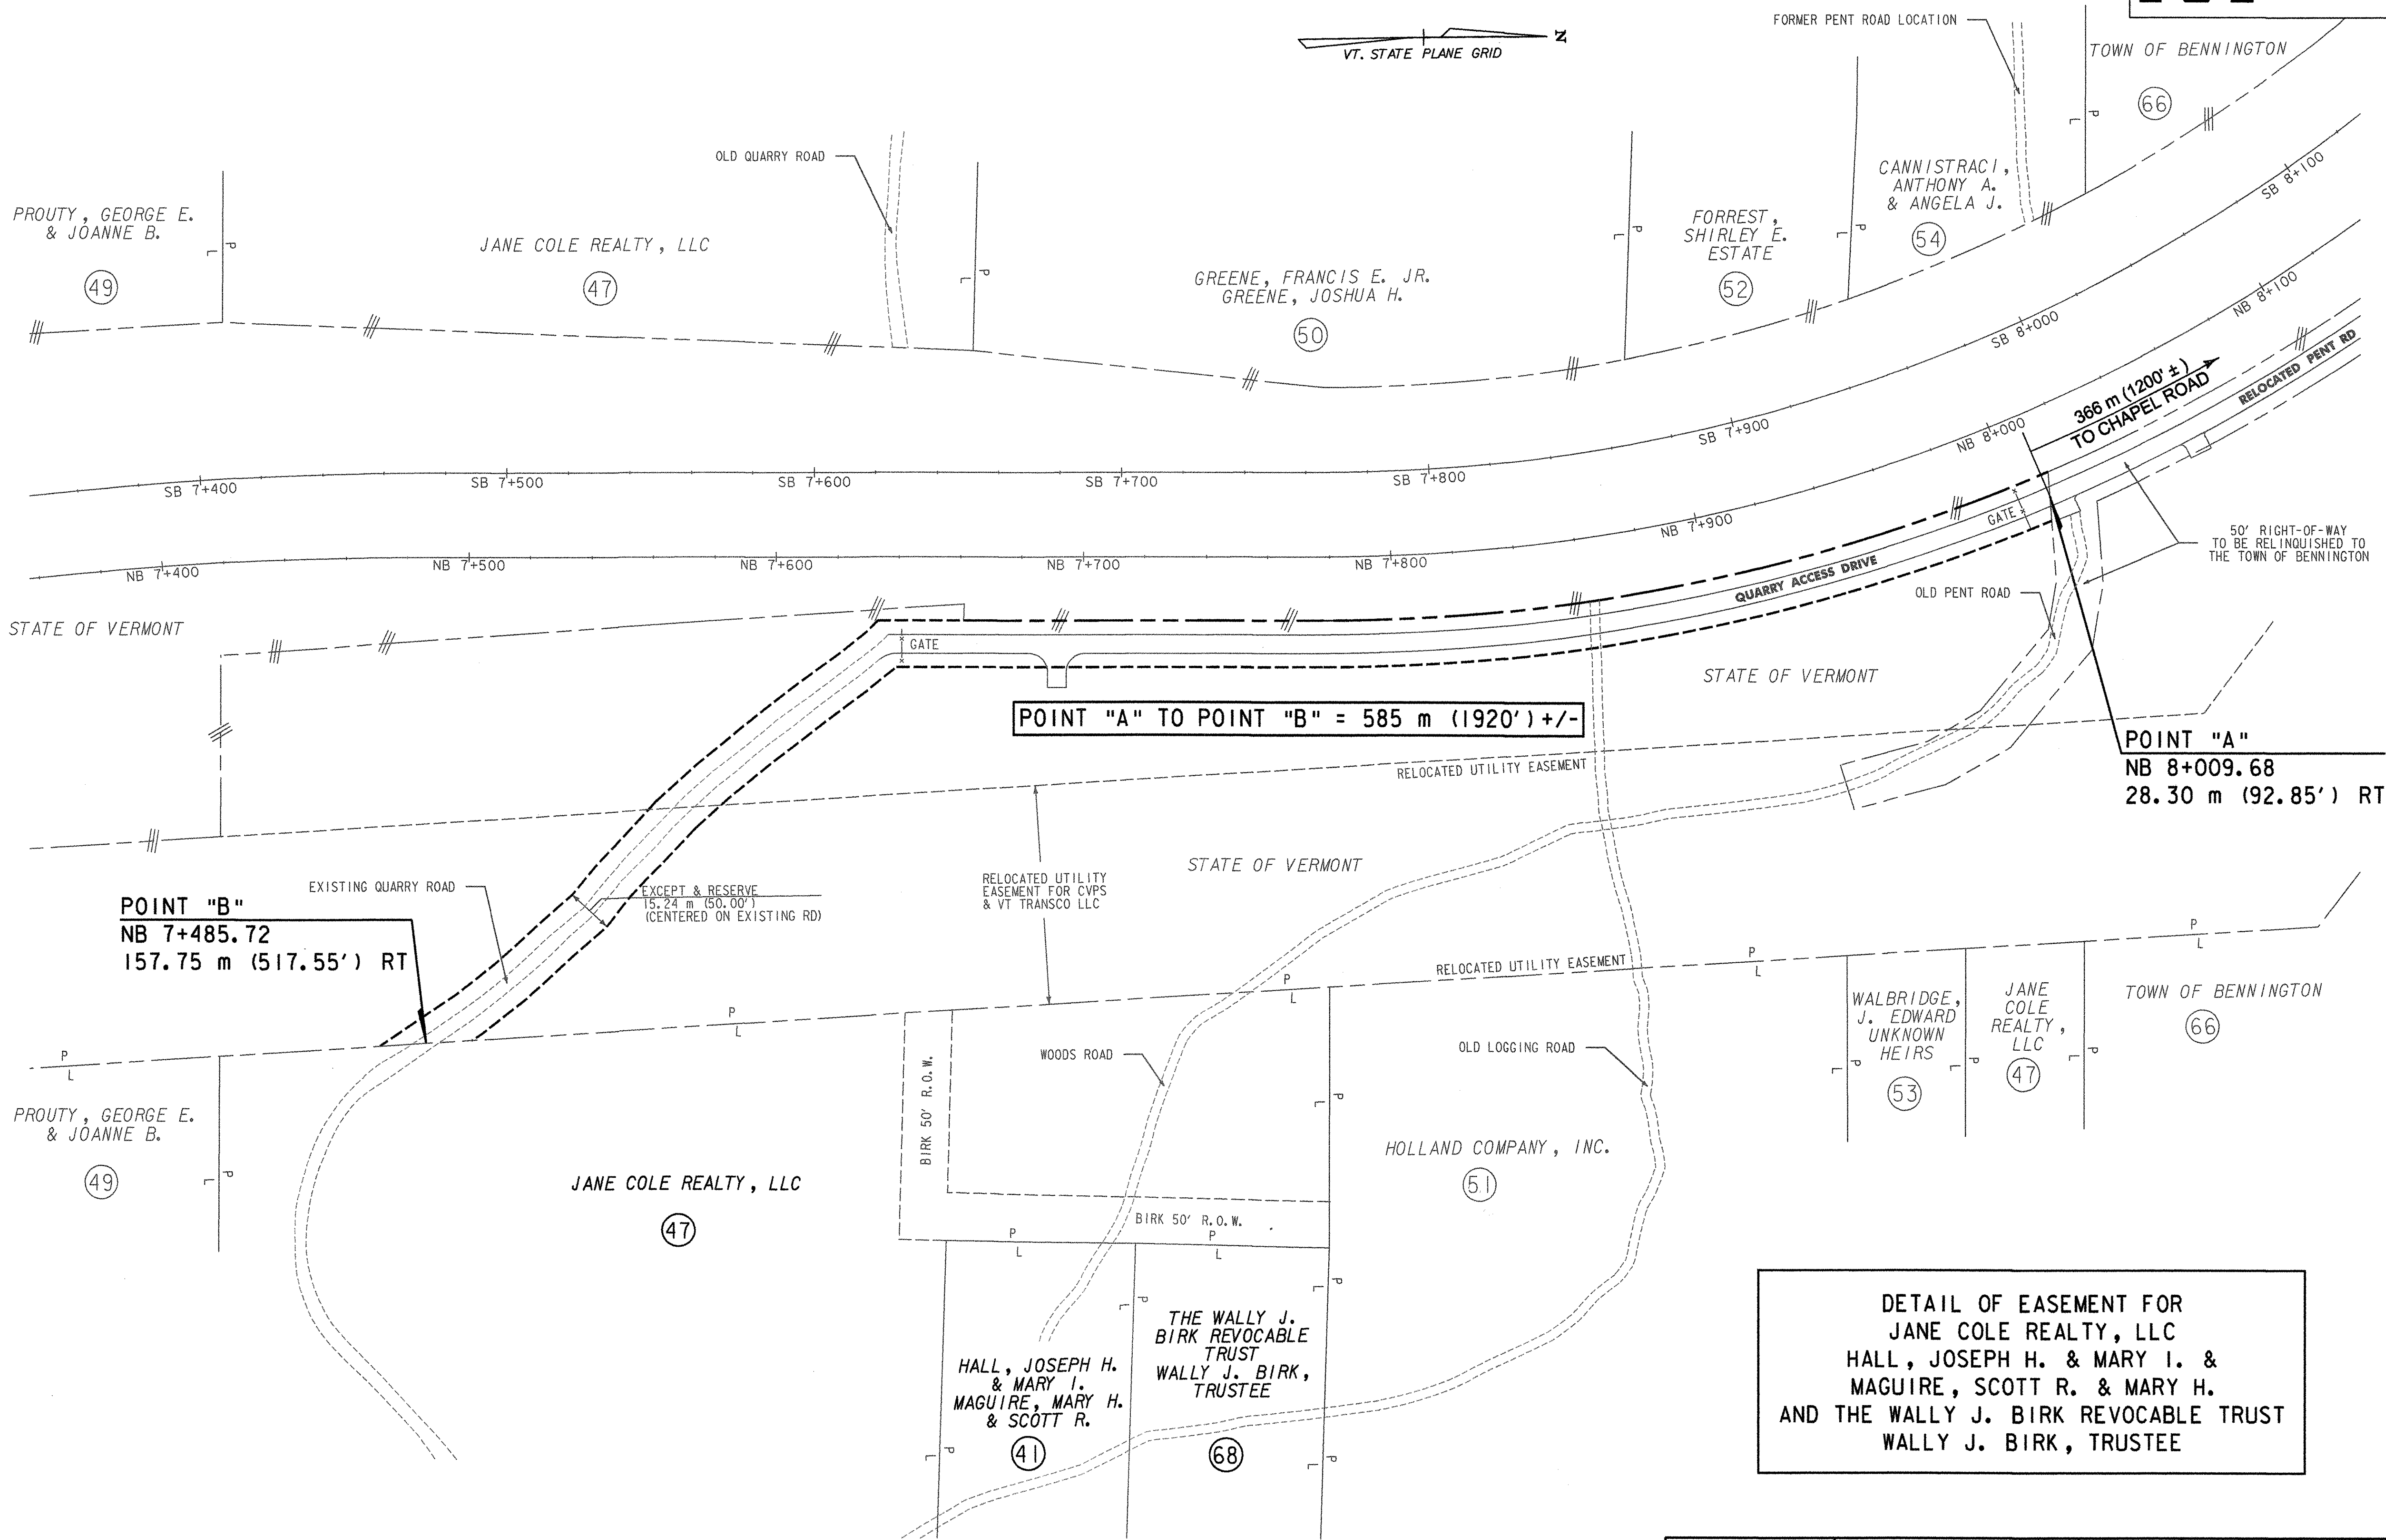 FORMER PENT ROAD LOCATION
TOWN OF BENNINGTON
66
N
VT. STATE PLANE GRID
OLD QUARRY ROAD
PROUTY, GEORGE E.
& JOANNE B.
49
P
L
JANE COLE REALTY, LLC
47
P
L
GREENE, FRANCIS E. JR.
GREENE, JOSHUA H.
50
P
L
FORREST,
SHIRLEY E.
ESTATE
52
P
L
CANNISTRACI,
ANTHONY A.
& ANGELA J.
54
P
L
SB 7+400
SB 7+500
SB 7+600
SB 7+700
SB 7+800
SB 7+900
SB 8+000
SB 8+100
NB 7+400
NB 7+500
NB 7+600
NB 7+700
NB 7+800
NB 7+900
NB 8+000
NB 8+100
366 m (1200' ±)
TO CHAPEL ROAD
RELOCATED PENT RD
GATE
QUARRY ACCESS DRIVE
50' RIGHT-OF-WAY
TO BE RELINQUISHED TO
THE TOWN OF BENNINGTON
OLD PENT ROAD
STATE OF VERMONT
GATE
STATE OF VERMONT
POINT "A" TO POINT "B" = 585 m (1920')+/-
POINT "A"
NB 8+009.68
28.30 m (92.85') RT
RELOCATED UTILITY EASEMENT
STATE OF VERMONT
RELOCATED UTILITY
EASEMENT FOR CVPS
& VT TRANSCO LLC
EXISTING QUARRY ROAD
EXCEPT & RESERVE
15.24 m (50.00')
(CENTERED ON EXISTING RD)
POINT "B"
NB 7+485.72
157.75 m (517.55') RT
P
L
P
L
P
L
RELOCATED UTILITY EASEMENT
P
L
P
L
PROUTY, GEORGE E.
& JOANNE B.
49
P
L
JANE COLE REALTY, LLC
47
BIRK 50' R.O.W.
WOODS ROAD
BIRK 50' R.O.W.
P
L
P
L
P
L
OLD LOGGING ROAD
HOLLAND COMPANY, INC.
51
WALBRIDGE,
J. EDWARD
UNKNOWN
HEIRS
53
P
L
JANE
COLE
REALTY,
LLC
47
P
L
P
L
TOWN OF BENNINGTON
66
HALL, JOSEPH H.
& MARY I.
MAGUIRE, MARY H.
& SCOTT R.
41
P
L
P
L
THE WALLY J.
BIRK REVOCABLE
TRUST
WALLY J. BIRK,
TRUSTEE
68
P
L
P
L
DETAIL OF EASEMENT FOR
JANE COLE REALTY, LLC
HALL, JOSEPH H. & MARY I. &
MAGUIRE, SCOTT R. & MARY H.
AND THE WALLY J. BIRK REVOCABLE TRUST
WALLY J. BIRK, TRUSTEE